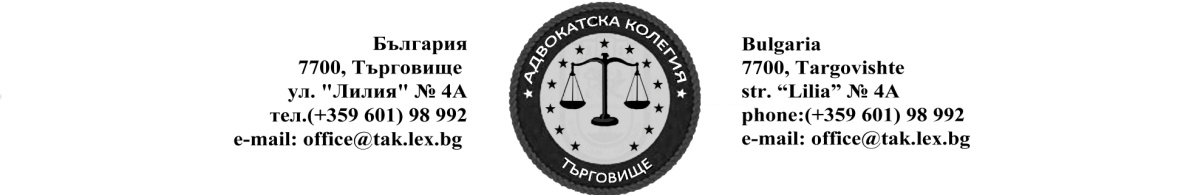 България
7700, Търговище
ул. "Лилия" № 4А
тел.(+359 601) 98 992
e-mail: office@tak.lex.bg
АДВОКАТСКА КОЛЕГИЯ
ТЪРГОВИЩЕ
Bulgaria
7700, Targovishte
str. “Lilia” № 4A
phone:(+359 601) 98 992
e-mail: office@tak.lex.bg